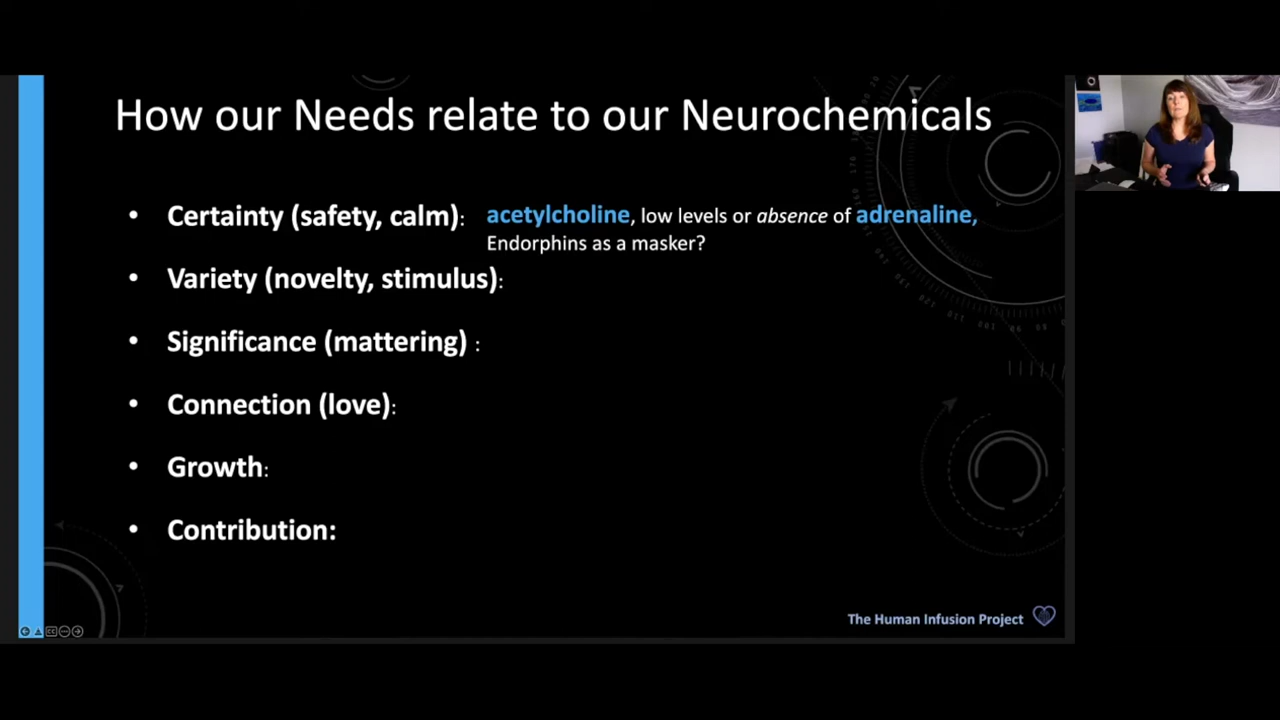 How our Needs relate to our Neurochemicals
• Certainty (safety, calm): acetylcholine, low levels or absence of adrenaline,
Endorphins as a masker?
• Variety (novelty, stimulus):
• Significance (mattering) :
• Connection (love):
• Growth:
• Contribution:
The Human Infusion Project